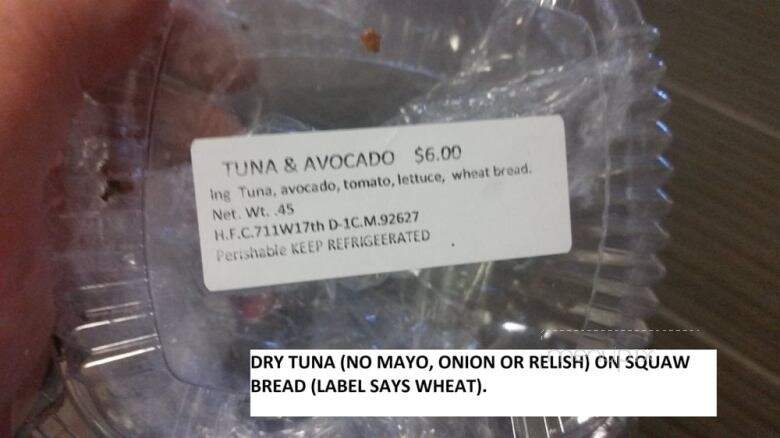 TUNA & AVOCADO $6.00
Ing Tuna, avocado, tomato, lettuce, wheat bread.
Net. Wt. .45
H.F.C.711W17th D-1C.M.92627
Perishable KEEP REFRIGEERATED
DRY TUNA (NO MAYO, ONION OR RELISH) ON SQUAW
BREAD (LABEL SAYS WHEAT).